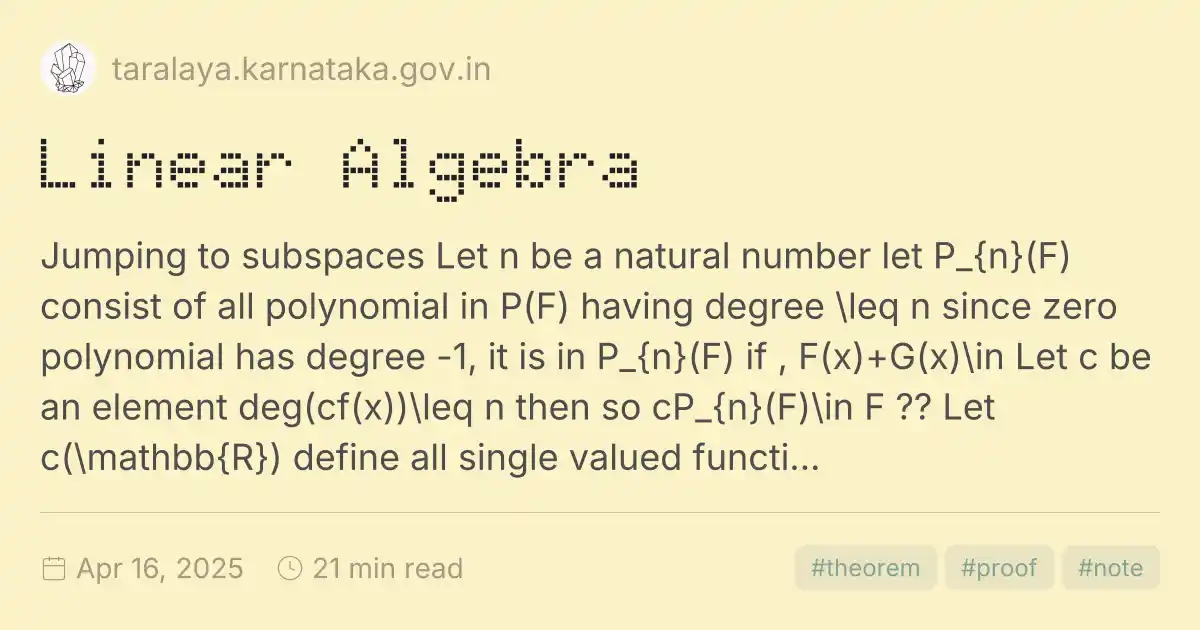 taralaya.karnataka.gov.in
Linear Algebra
Jumping to subspaces Let n be a natural number let P_{n}(F)
consist of all polynomial in P(F) having degree \leq n since zero
polynomial has degree -1, it is in P_{n}(F) if , F(x)+G(x)\in Let c be
an element deg(cf(x))\leq n then so cP_{n}(F)\in F ?? Let
c(\mathbb{R}) define all single valued functi...
Apr 16, 2025 21 min read #theorem #proof #note